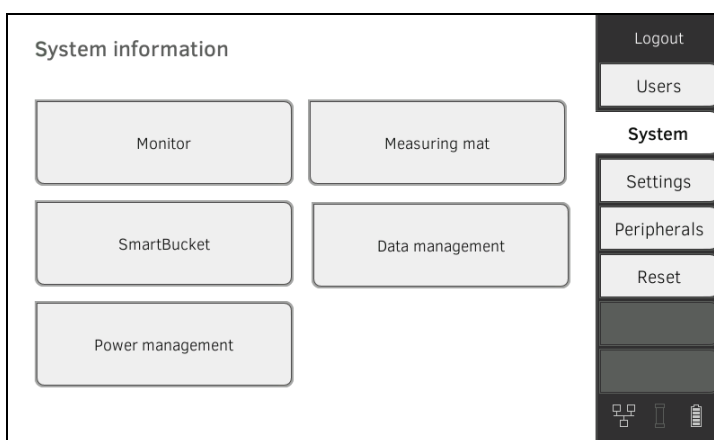 System information
Monitor
Measuring mat
SmartBucket
Data management
Power management
Logout
Users
System
Settings
Peripherals
Reset